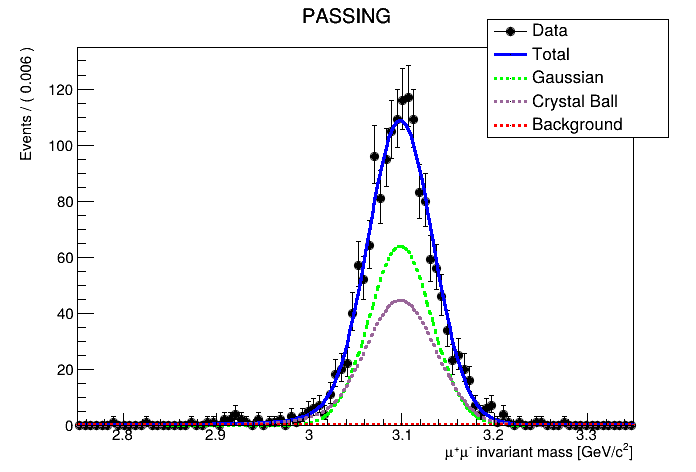 PASSING
Data
Total
Gaussian
Crystal Ball
Background
Events / ( 0.006 )
120
100
80
60
40
20
0
2.8 2.9 3 3.1 3.2 3.3
μ⁺μ⁻ invariant mass [GeV/c²]